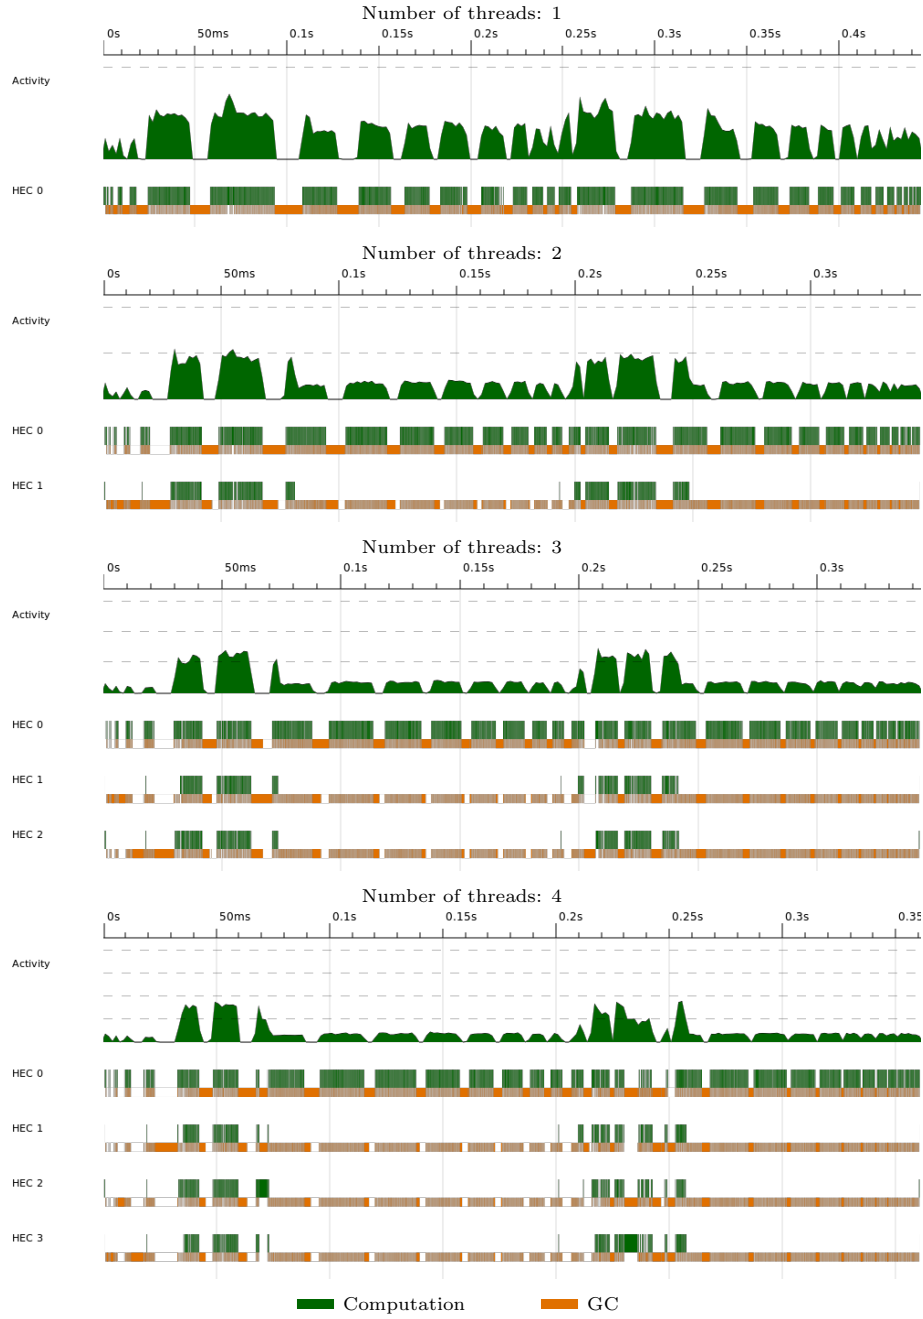 Number of threads: 1
0s 50ms 0.1s 0.15s 0.2s 0.25s 0.3s 0.35s 0.4s
Activity
HEC 0
Number of threads: 2
0s 50ms 0.1s 0.15s 0.2s 0.25s 0.3s
Activity
HEC 0
HEC 1
Number of threads: 3
0s 50ms 0.1s 0.15s 0.2s 0.25s 0.3s
Activity
HEC 0
HEC 1
HEC 2
Number of threads: 4
0s 50ms 0.1s 0.15s 0.2s 0.25s 0.3s 0.35
Activity
HEC 0
HEC 1
HEC 2
HEC 3
Computation GC